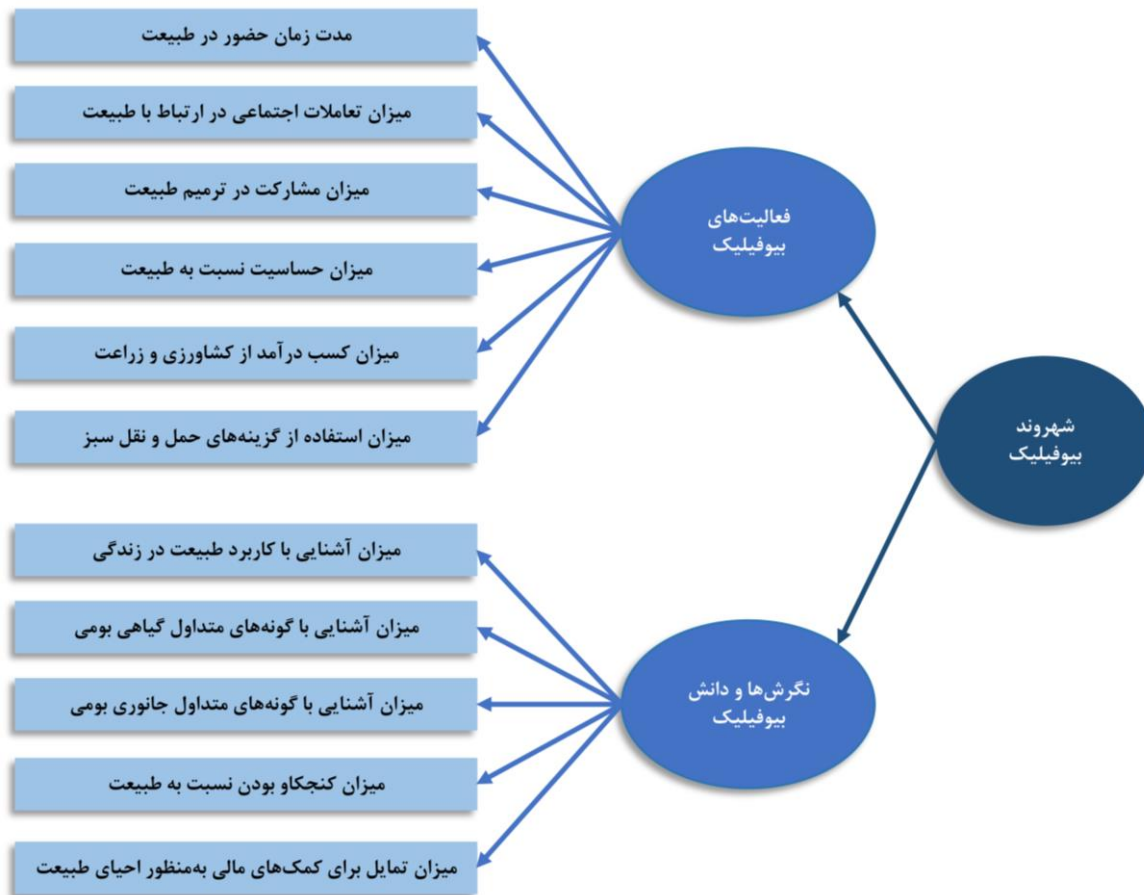 شهروند
بیوفیلیک
فعالیت‌های
بیوفیلیک
مدت زمان حضور در طبیعت
میزان تعاملات اجتماعی در ارتباط با طبیعت
میزان مشارکت در ترمیم طبیعت
میزان حساسیت نسبت به طبیعت
میزان کسب درآمد از کشاورزی و زراعت
میزان استفاده از گزینه‌های حمل و نقل سبز
نگرش‌ها و دانش
بیوفیلیک
میزان آشنایی با کاربرد طبیعت در زندگی
میزان آشنایی با گونه‌های متداول گیاهی بومی
میزان آشنایی با گونه‌های متداول جانوری بومی
میزان کنجکاو بودن نسبت به طبیعت
میزان تمایل برای کمک‌های مالی به‌منظور احیای طبیعت